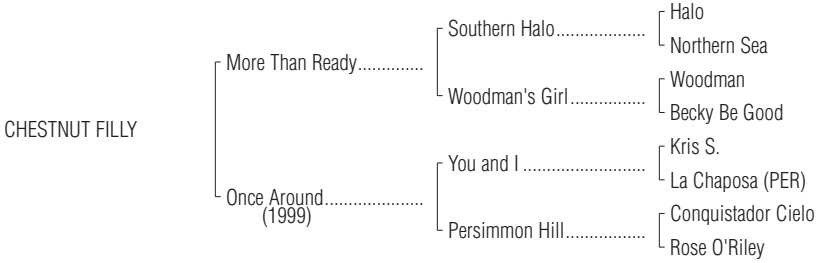 Halo
Southern Halo....................
Northern Sea
More Than Ready..............
Woodman
Woodman's Girl.................
Becky Be Good
CHESTNUT FILLY
Kris S.
You and I ...........................
La Chaposa (PER)
Once Around.....................
(1999)
Conquistador Cielo
Persimmon Hill..................
Rose O'Riley